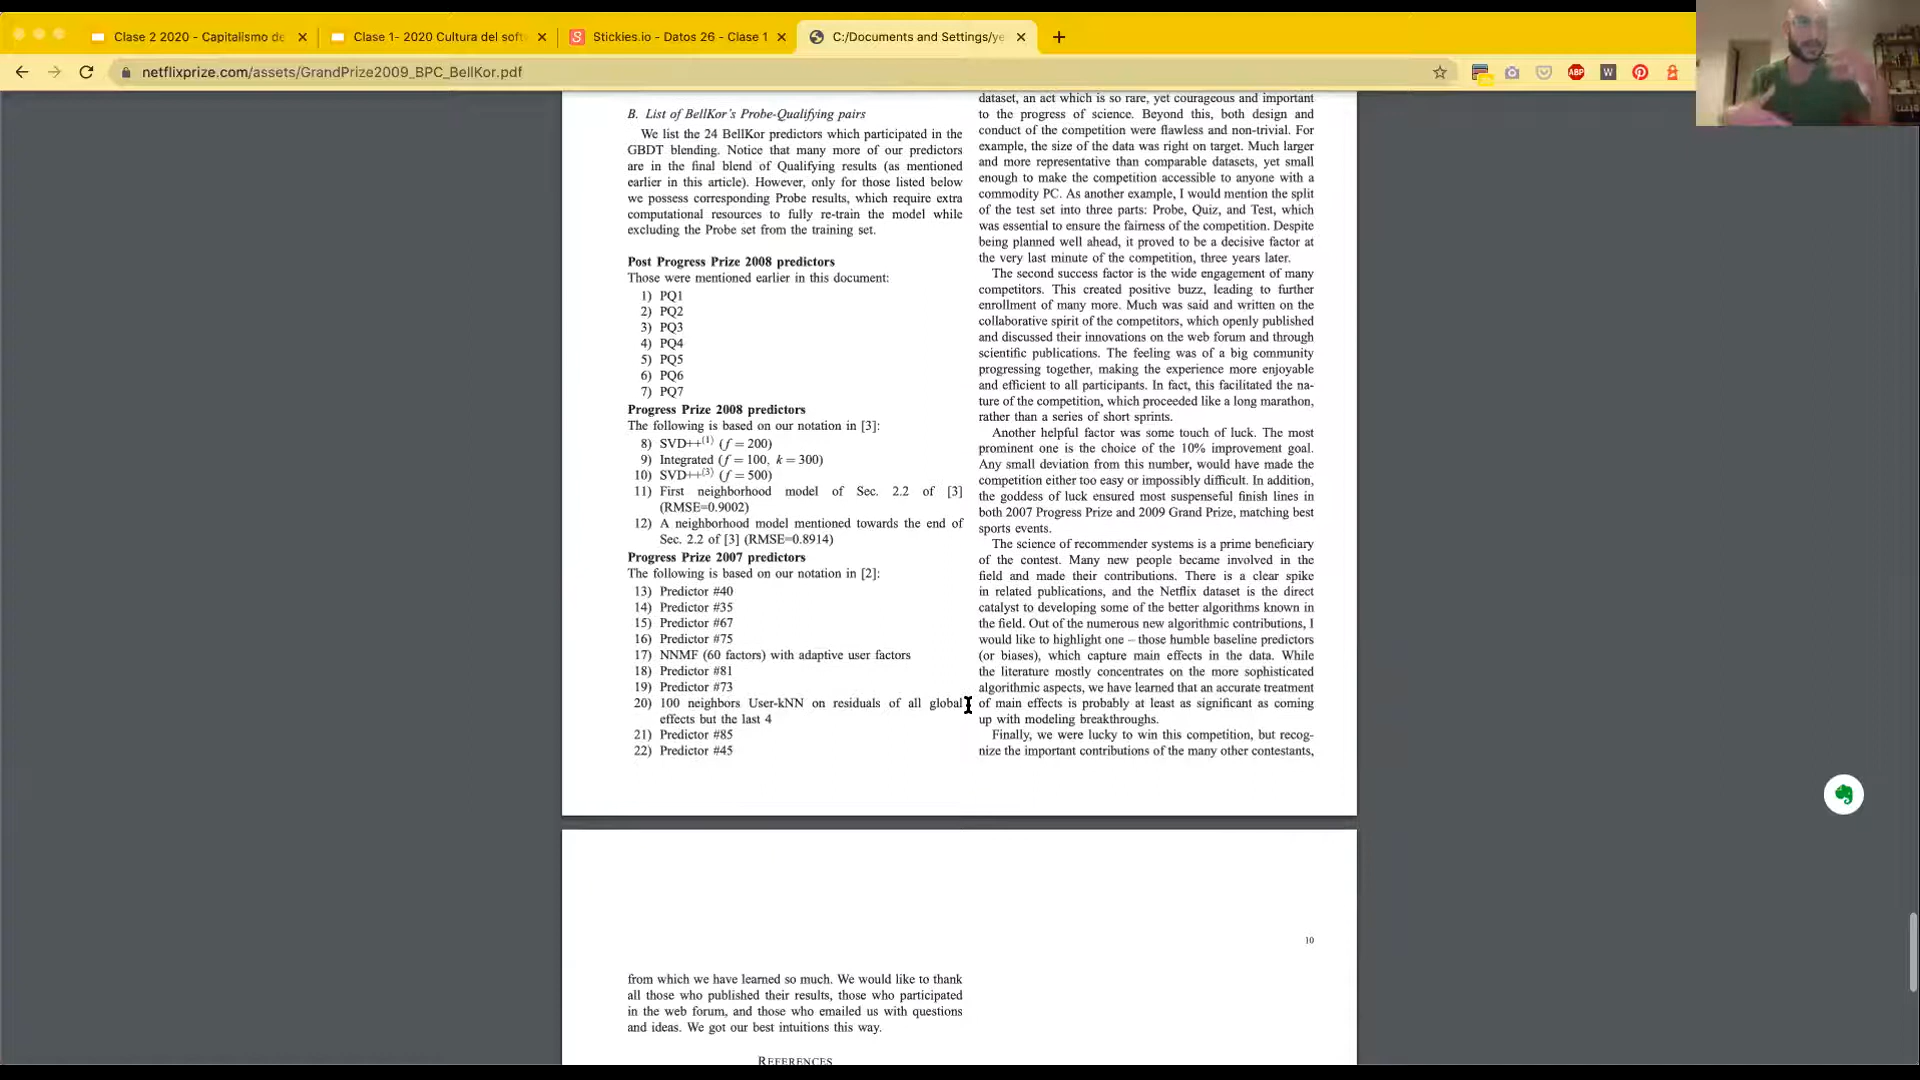 Clase 2 2020 - Capitalismo de
Clase 1- 2020 Cultura del soft
Stickies.io - Datos 26 - Clase 1
C:/Documents and Settings/ye
netflixprize.com/assets/GrandPrize2009_BPC_BellKor.pdf
ABP
W
B. List of BellKor's Probe-Qualifying pairs
We list the 24 BellKor predictors which participated in the
GBDT blending. Notice that many more of our predictors
are in the final blend of Qualifying results (as mentioned
earlier in this article). However, only for those listed below
we possess corresponding Probe results, which require extra
computational resources to fully re-train the model while
excluding the Probe set from the training set.
Post Progress Prize 2008 predictors
Those were mentioned earlier in this document:
1) PQ1
2) PQ2
3) PQ3
4) PQ4
5) PQ5
6) PQ6
7) PQ7
Progress Prize 2008 predictors
The following is based on our notation in [3]:
8) SVD++(1) (f = 200)
9) Integrated (f = 100, k = 300)
10) SVD++(3) (f = 500)
11) First neighborhood model of Sec. 2.2 of [3]
(RMSE=0.9002)
12) A neighborhood model mentioned towards the end of
Sec. 2.2 of [3] (RMSE=0.8914)
Progress Prize 2007 predictors
The following is based on our notation in [2]:
13) Predictor #40
14) Predictor #35
15) Predictor #67
16) Predictor #75
17) NNMF (60 factors) with adaptive user factors
18) Predictor #81
19) Predictor #73
20) 100 neighbors User-kNN on residuals of all global
effects but the last 4
21) Predictor #85
22) Predictor #45
dataset, an act which is so rare, yet courageous and important
to the progress of science. Beyond this, both design and
conduct of the competition were flawless and non-trivial. For
example, the size of the data was right on target. Much larger
and more representative than comparable datasets, yet small
enough to make the competition accessible to anyone with a
commodity PC. As another example, I would mention the split
of the test set into three parts: Probe, Quiz, and Test, which
was essential to ensure the fairness of the competition. Despite
being planned well ahead, it proved to be a decisive factor at
the very last minute of the competition, three years later.
The second success factor is the wide engagement of many
competitors. This created positive buzz, leading to further
enrollment of many more. Much was said and written on the
collaborative spirit of the competitors, which openly published
and discussed their innovations on the web forum and through
scientific publications. The feeling was of a big community
progressing together, making the experience more enjoyable
and efficient to all participants. In fact, this facilitated the na-
ture of the competition, which proceeded like a long marathon,
rather than a series of short sprints.
Another helpful factor was some touch of luck. The most
prominent one is the choice of the 10% improvement goal.
Any small deviation from this number, would have made the
competition either too easy or impossibly difficult. In addition,
the goddess of luck ensured most suspenseful finish lines in
both 2007 Progress Prize and 2009 Grand Prize, matching best
sports events.
The science of recommender systems is a prime beneficiary
of the contest. Many new people became involved in the
field and made their contributions. There is a clear spike
in related publications, and the Netflix dataset is the direct
catalyst to developing some of the better algorithms known in
the field. Out of the numerous new algorithmic contributions, I
would like to highlight one – those humble baseline predictors
(or biases), which capture main effects in the data. While
the literature mostly concentrates on the more sophisticated
algorithmic aspects, we have learned that an accurate treatment
of main effects is probably at least as significant as coming
up with modeling breakthroughs.
Finally, we were lucky to win this competition, but recog-
nize the important contributions of the many other contestants,
10
from which we have learned so much. We would like to thank
all those who published their results, those who participated
in the web forum, and those who emailed us with questions
and ideas. We got our best intuitions this way.
REFERENCES